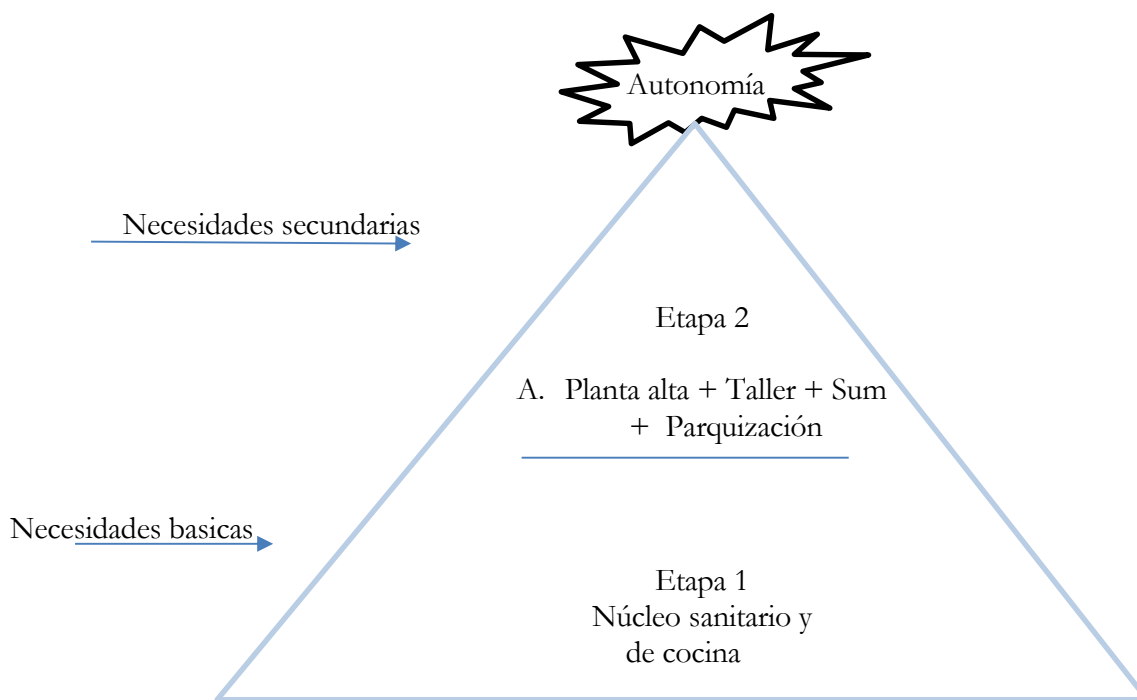 Autonomía
Necesidades secundarias
Etapa 2
A. Planta alta + Taller + Sum
+ Parquización
Necesidades basicas
Etapa 1
Núcleo sanitario y
de cocina